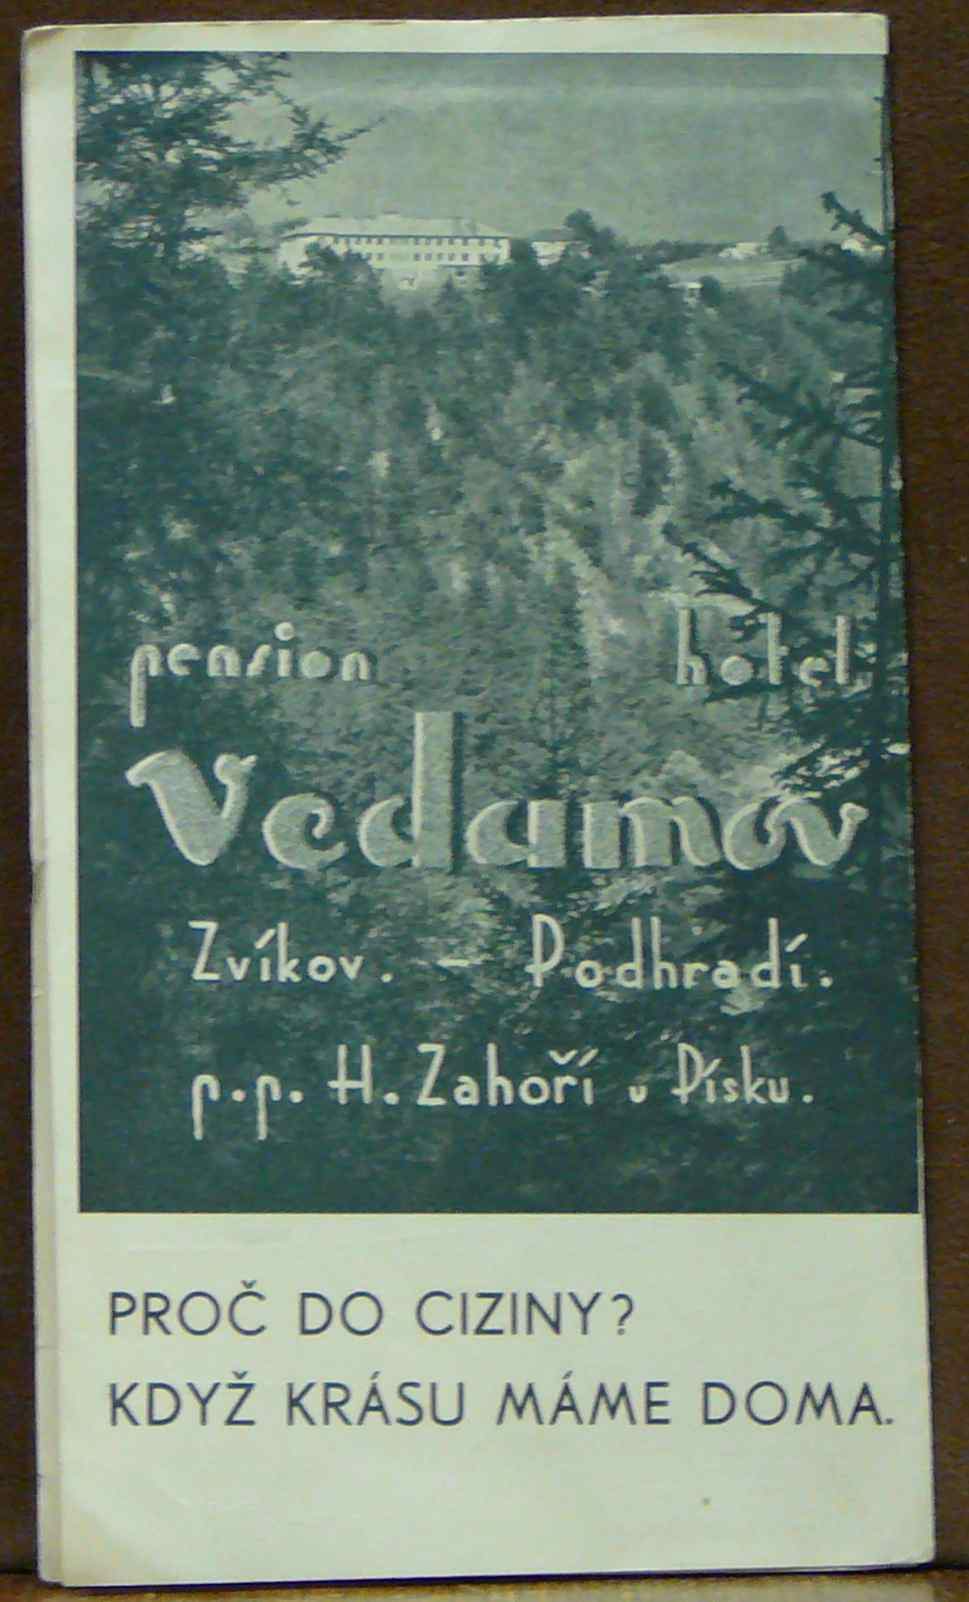 pension hotel
Vedamov
Zvíkov. - Podhradí.
p.p. H. Zahoří u Písku.
PROČ DO CIZINY?
KDYŽ KRÁSU MÁME DOMA.